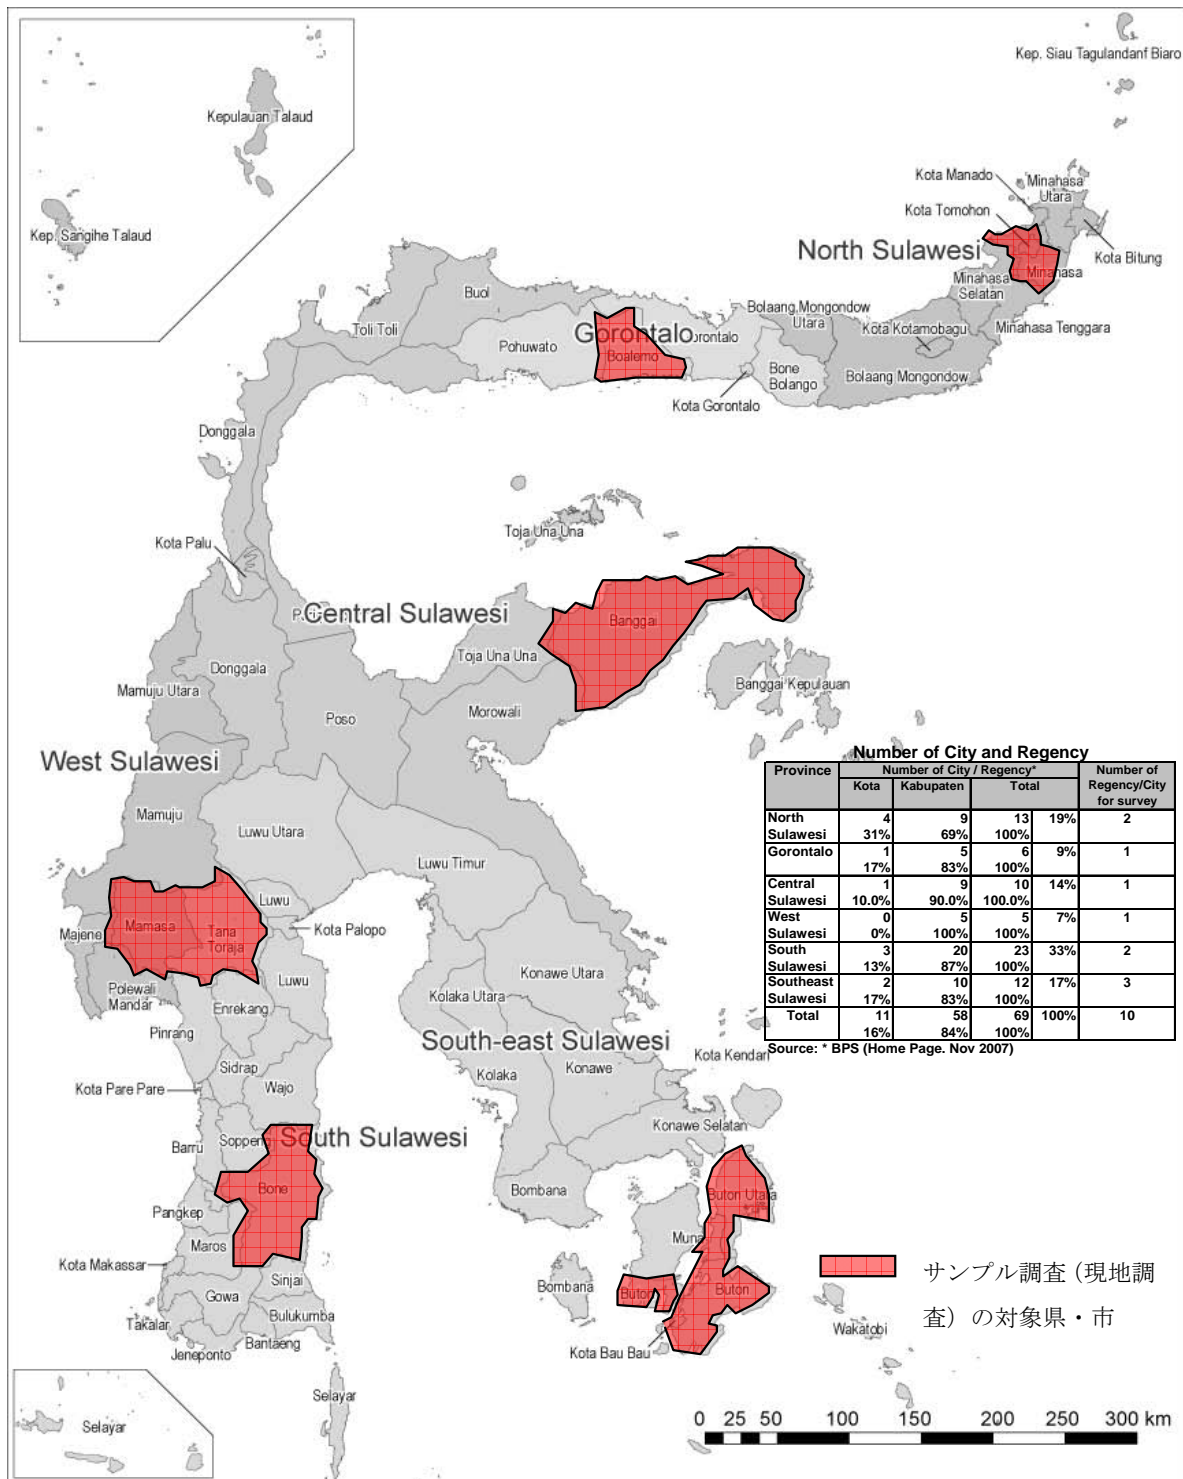 Kep. Siau Tagulandanf Biaro
Kepulauan Talaud
Kep. Sangihe Talaud
Kota Manado
Minahasa
Utara
Kota Tomohon
North Sulawesi
Kota Bitung
Minahasa
Minahasa
Selatan
Buol
Toli Toli
Bolaang Mongondow
Utara
Kota Kotamobagu
Minahasa Tenggara
Gorontalo
orontalo
Pohuwato
Boalemo
Bone
Bolango
Bolaang Mongondow
Kota Gorontalo
Donggala
Toja Una Una
Kota Palu
Central Sulawesi
Banggai
Toja Una Una
Donggala
Banggai Kepulauan
Mamuju Utara
Poso
Morowali
West Sulawesi
Mamuju
Luwu Utara
Luwu Timur
Luwu
Kota Palopo
Mamasa
Tana
Toraja
Majene
Luwu
Konawe Utara
Polewali
Mandar
Enrekang
Kolaka Utara
Pinrang
South-east Sulawesi
Kota Kendari
Sidrap
Kolaka
Konawe
Kota Pare Pare
Wajo
Konawe Selatan
Barru
Soppeng
South Sulawesi
Bone
Bombana
Buton Utara
Pangkep
Muna
Maros
Kota Makassar
Sinjai
Bombana
Buton
Buton
Gowa
Bulukumba
Takalar
Bantaeng
Jeneponto
Kota Bau Bau
Wakatobi
Selayar
Selayar
Number of City and Regency
Province Number of City / Regency* Number of
Kota Kabupaten Total Regency/City
for survey
North 4 9 13 19% 2
Sulawesi 31% 69% 100%
Gorontalo 1 5 6 9% 1
17% 83% 100%
Central 1 9 10 14% 1
Sulawesi 10.0% 90.0% 100.0%
West 0 5 5 7% 1
Sulawesi 0% 100% 100%
South 3 20 23 33% 2
Sulawesi 13% 87% 100%
Southeast 2 10 12 17% 3
Sulawesi 17% 83% 100%
Total 11 58 69 100% 10
16% 84% 100%
Source: * BPS (Home Page. Nov 2007)
サンプル調査（現地調
査）の対象県・市
0 25 50 100 150 200 250 300 km